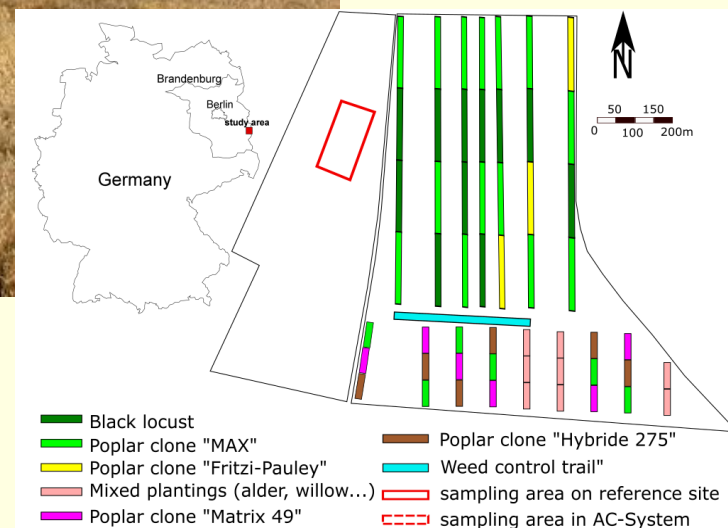 Brandenburg
Berlin
study area
Germany
N
50 150
0 100 200m
Black locust
Poplar clone "MAX"
Poplar clone "Fritzi-Pauley"
Mixed plantings (alder, willow...)
Poplar clone "Matrix 49"
Poplar clone "Hybride 275"
Weed control trail"
sampling area on reference site
sampling area in AC-System